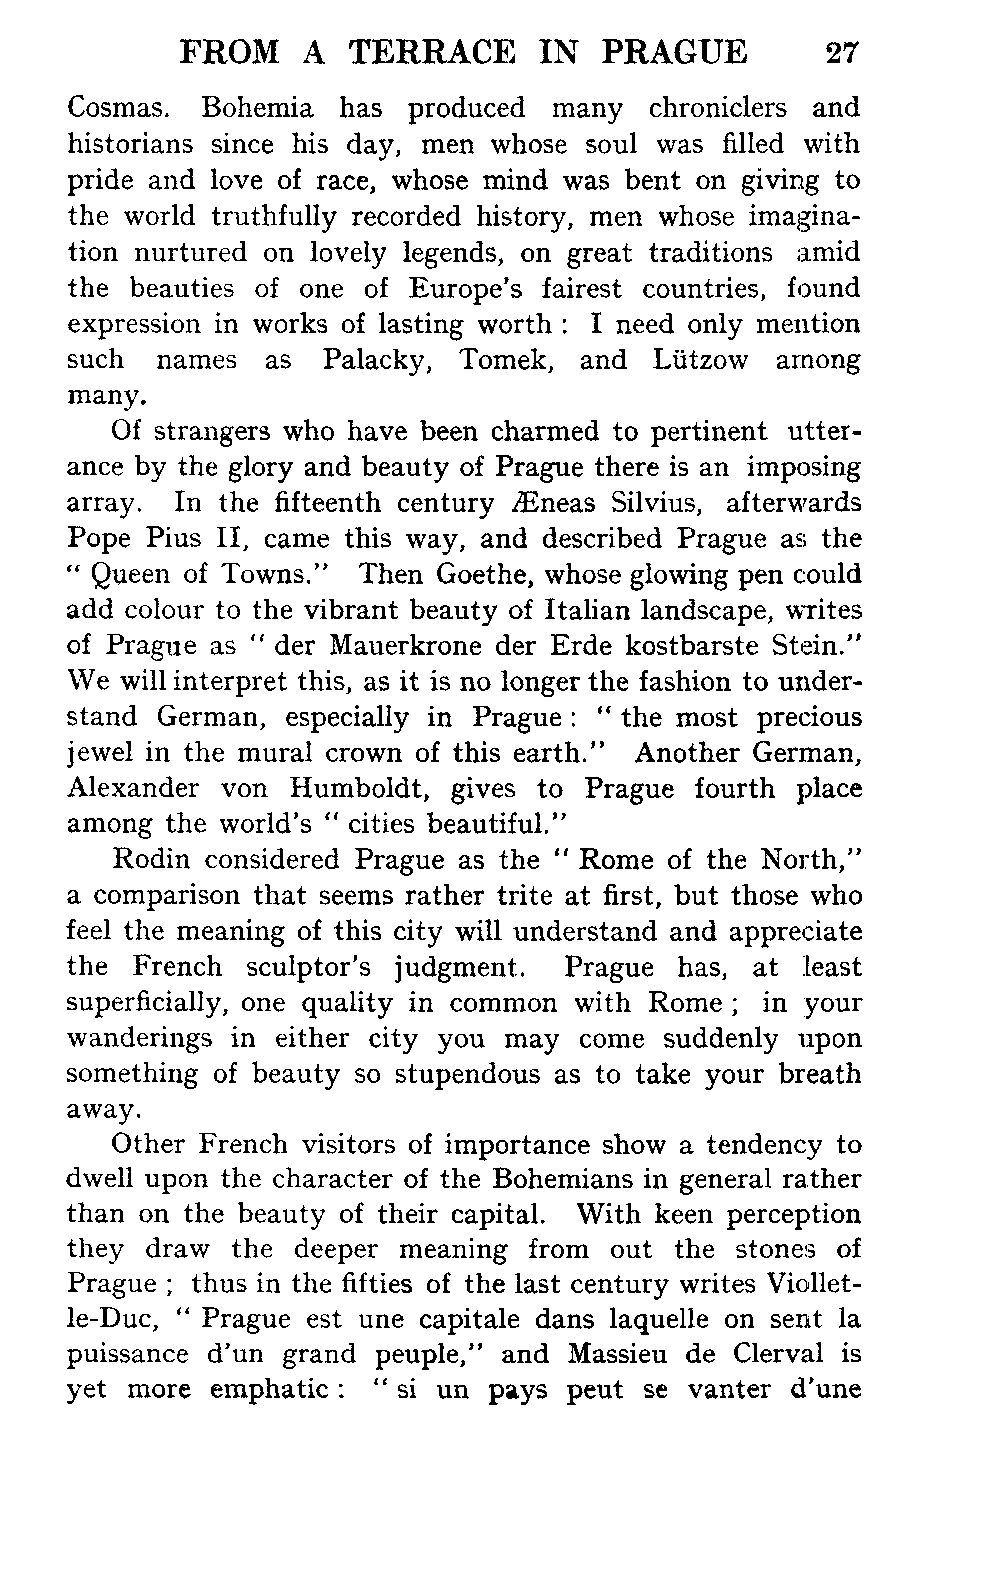 FROM A TERRACE IN PRAGUE 27
Cosmas. Bohemia has produced many chroniclers and
historians since his day, men whose soul was filled with
pride and love of race, whose mind was bent on giving to
the world truthfully recorded history, men whose imagina-
tion nurtured on lovely legends, on great traditions amid
the beauties of one of Europe's fairest countries, found
expression in works of lasting worth : I need only mention
such names as Palacky, Tomek, and Lützow among
many.
Of strangers who have been charmed to pertinent utter-
ance by the glory and beauty of Prague there is an imposing
array. In the fifteenth century Æneas Silvius, afterwards
Pope Pius II, came this way, and described Prague as the
" Queen of Towns." Then Goethe, whose glowing pen could
add colour to the vibrant beauty of Italian landscape, writes
of Prague as " der Mauerkrone der Erde kostbarste Stein."
We will interpret this, as it is no longer the fashion to under-
stand German, especially in Prague : " the most precious
jewel in the mural crown of this earth." Another German,
Alexander von Humboldt, gives to Prague fourth place
among the world's " cities beautiful."
Rodin considered Prague as the " Rome of the North,"
a comparison that seems rather trite at first, but those who
feel the meaning of this city will understand and appreciate
the French sculptor's judgment. Prague has, at least
superficially, one quality in common with Rome ; in your
wanderings in either city you may come suddenly upon
something of beauty so stupendous as to take your breath
away.
Other French visitors of importance show a tendency to
dwell upon the character of the Bohemians in general rather
than on the beauty of their capital. With keen perception
they draw the deeper meaning from out the stones of
Prague ; thus in the fifties of the last century writes Viollet-
le-Duc, " Prague est une capitale dans laquelle on sent la
puissance d'un grand peuple," and Massieu de Clerval is
yet more emphatic : " si un pays peut se vanter d'une